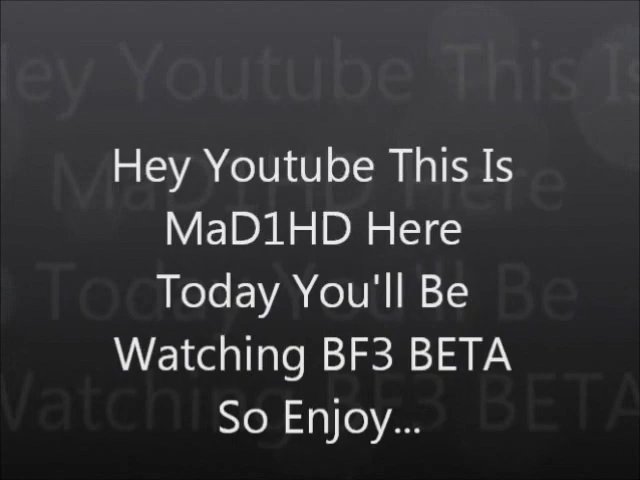 Hey Youtube This Is
MaD1HD Here
Today You'll Be
Watching BF3 BETA
So Enjoy...